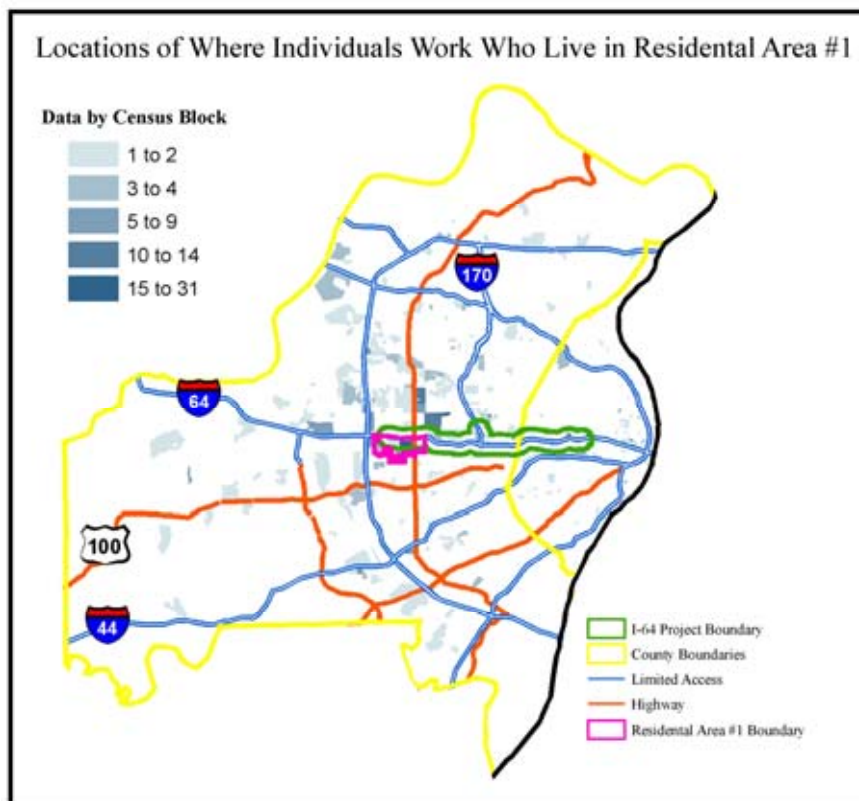 Locations of Where Individuals Work Who Live in Residental Area #1
Data by Census Block
1 to 2
3 to 4
5 to 9
10 to 14
15 to 31
170
64
100
44
I-64 Project Boundary
County Boundaries
Limited Access
Highway
Residental Area #1 Boundary